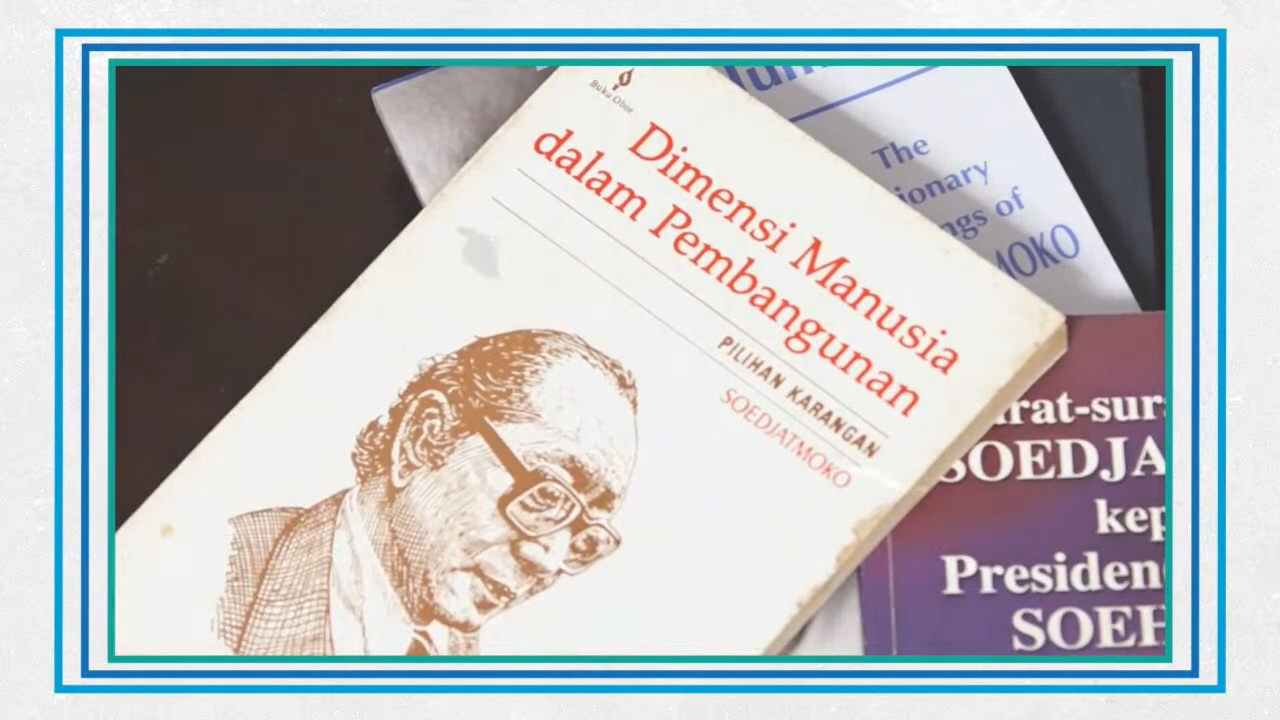 Buku Obor
Dimensi Manusia
dalam Pembangunan
PILIHAN KARANGAN
SOEDJATMOKO
The
ionary
ngs of
MOKO
rat-sur
SOEDJA
kep
Presiden
SOEH